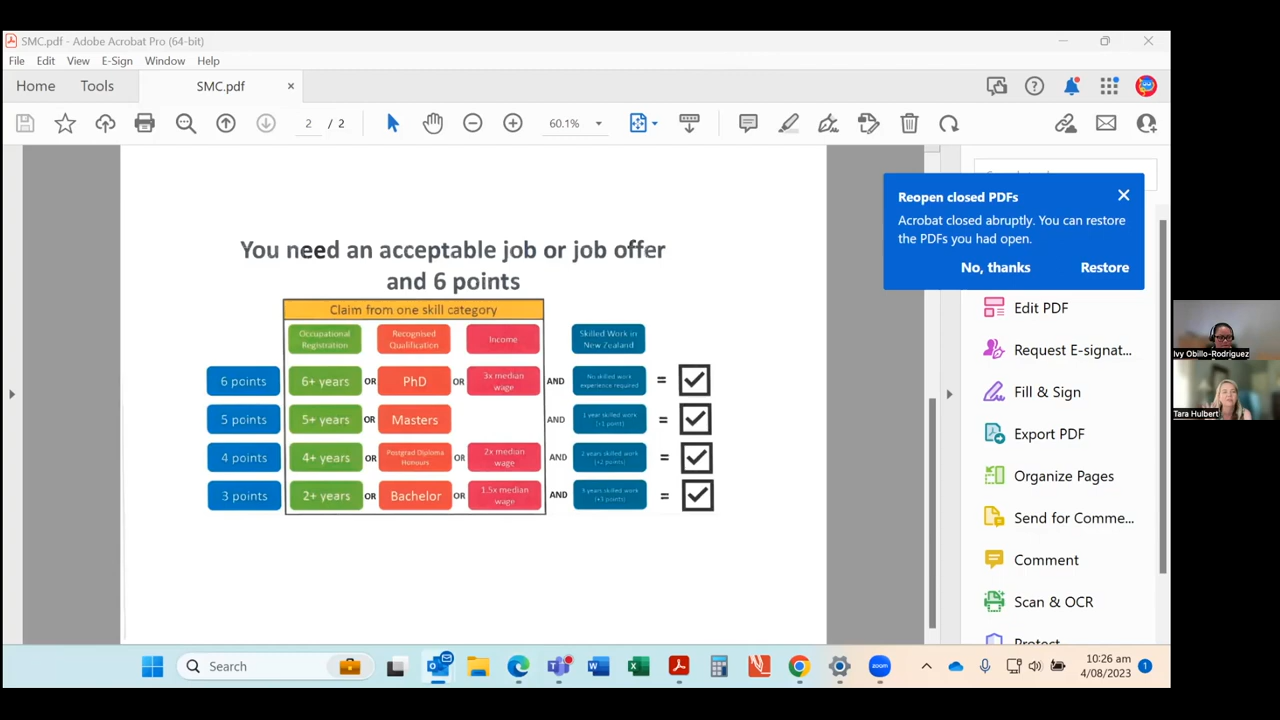 SMC.pdf - Adobe Acrobat Pro (64-bit)
File Edit View E-Sign Window Help
Home Tools SMC.pdf ×
2 / 2 60.1%
Reopen closed PDFs
Acrobat closed abruptly. You can restore
the PDFs you had open.
No, thanks Restore
You need an acceptable job or job offer
and 6 points
Claim from one skill category
Occupational
Registration
Recognised
Qualification
Income
Skilled Work in
New Zealand
6 points 6+ years OR PhD OR 3x median
wage AND No skilled work
experience required =
5 points 5+ years OR Masters AND 1 year skilled work
(+1 point) =
4 points 4+ years OR Postgrad Diploma
Honours OR 2x median
wage AND 2 years skilled work
(+2 points) =
3 points 2+ years OR Bachelor OR 1.5x median
wage AND 3 years skilled work
(+3 points) =
Edit PDF
Request E-signat...
Fill & Sign
Export PDF
Organize Pages
Send for Comme...
Comment
Scan & OCR
Protect
Ivy Obillo-Rodriguez
Tara Hulbert
Search
zoom
10:26 am
4/08/2023
1